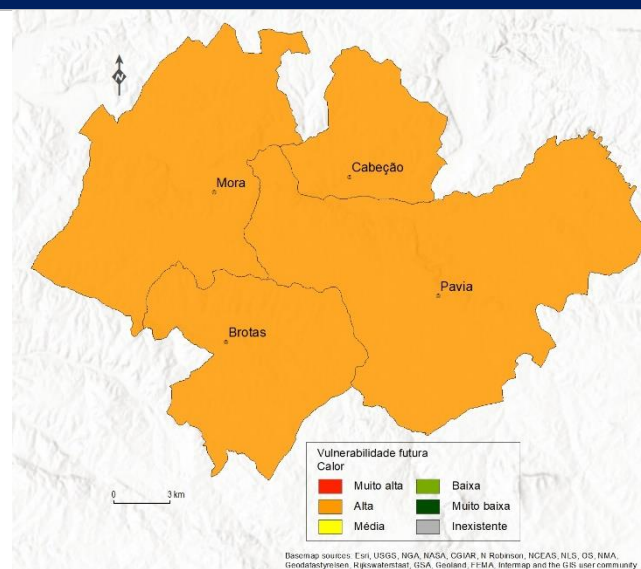 Cabeção
Mora
Pavia
Brotas
Vulnerabilidade futura
Calor
Muito alta
Baixa
Alta
Muito baixa
Média
Inexistente
0
3 km
Basemap sources: Esri, USGS, NGA, NASA, CGIAR, N Robinson, NCEAS, NLS, OS, NMA,
Geodatastyrelsen, Rijkswaterstaat, GSA, Geoland, FEMA, Intermap and the GIS user community